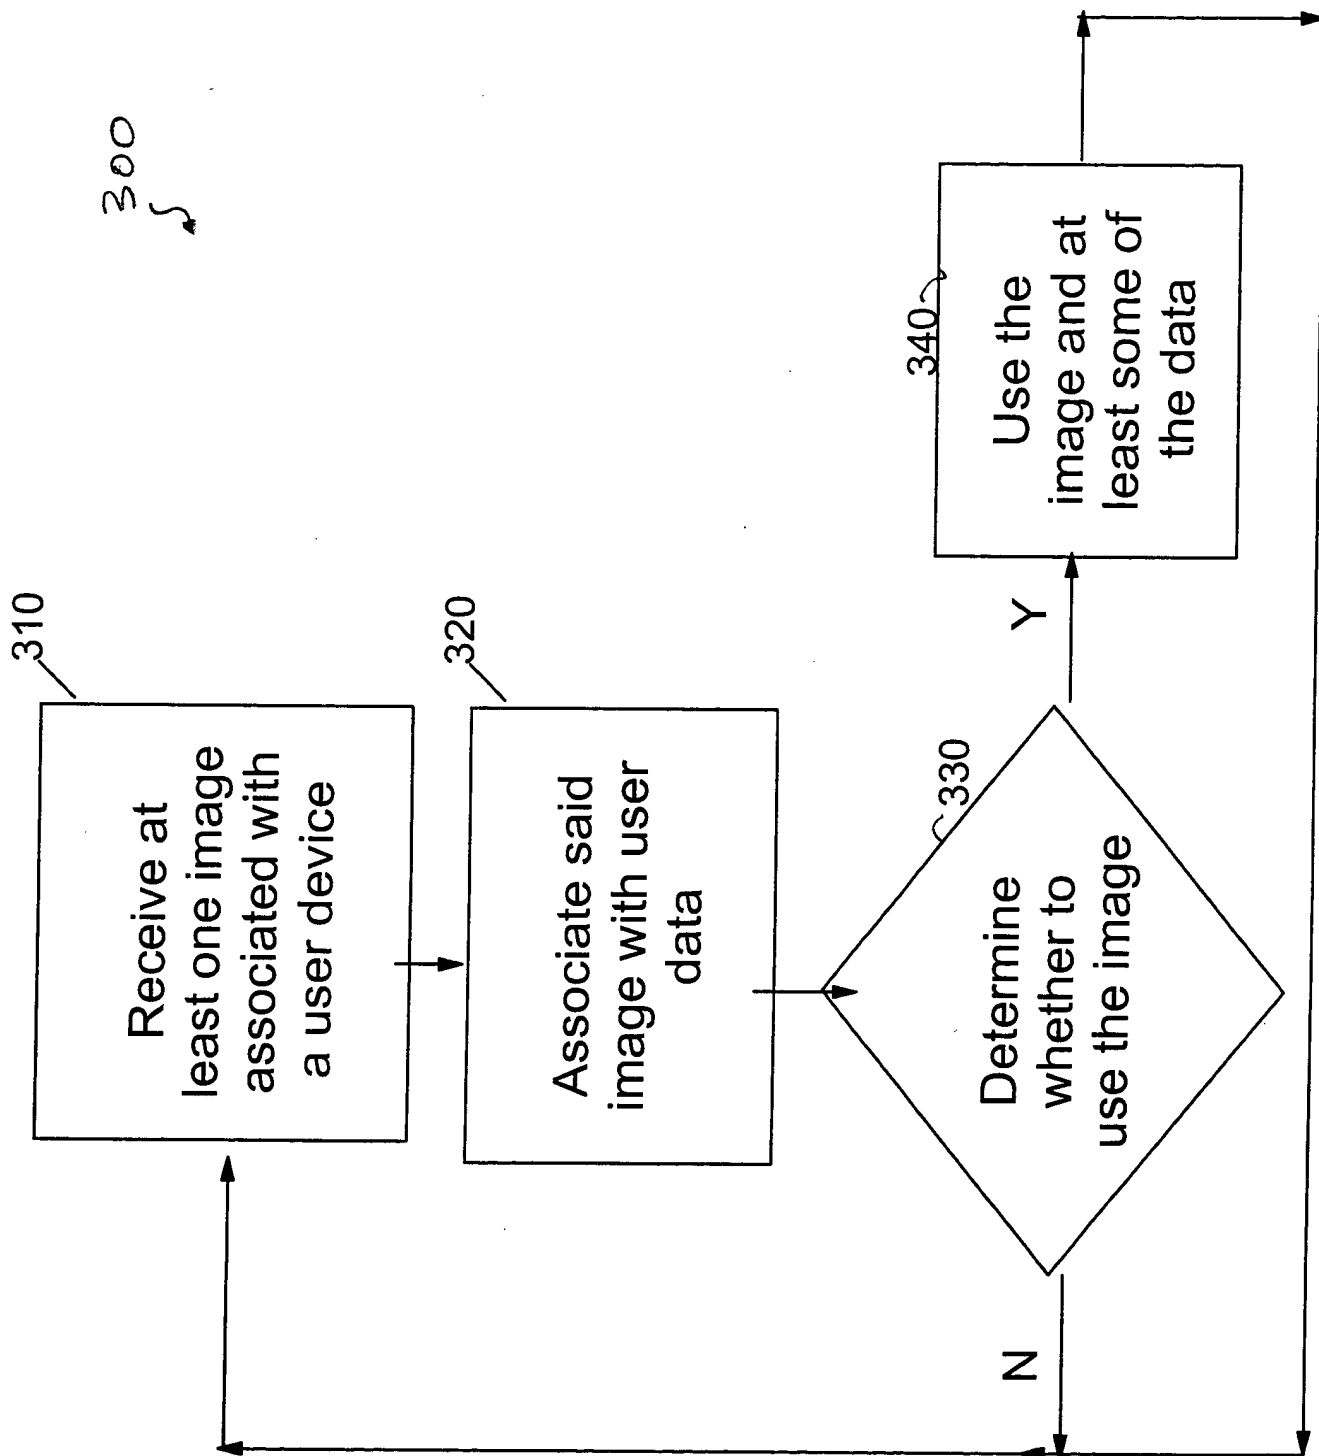 300
310
Receive at
least one image
associated with
a user device
320
Associate said
image with user
data
330
Determine
whether to
use the image
Y
N
340
Use the
image and at
least some of
the data